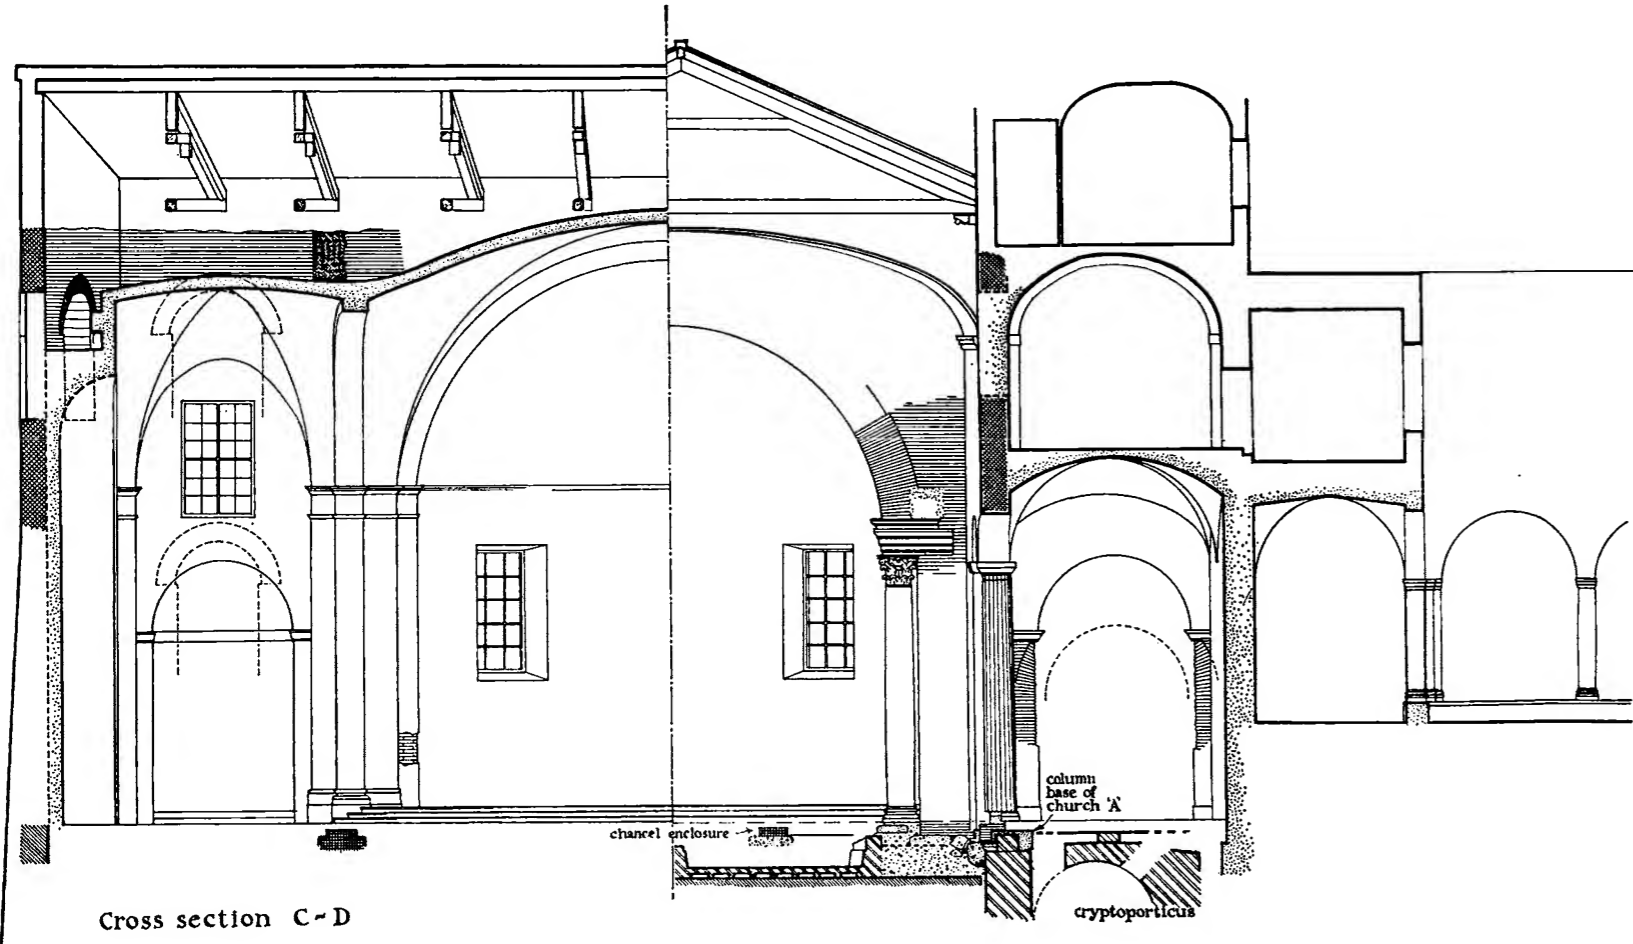 column
base of
church 'A'
chancel enclosure
cryptoporticus
Cross section C~D